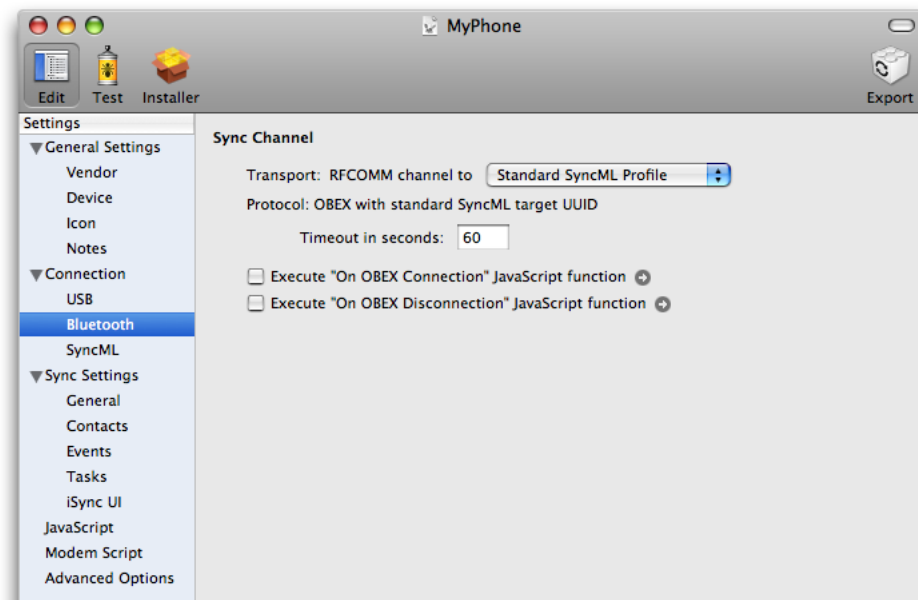 MyPhone
Edit Test Installer Export
Settings
General Settings
Vendor
Device
Icon
Notes
Connection
USB
Bluetooth
SyncML
Sync Settings
General
Contacts
Events
Tasks
iSync UI
JavaScript
Modem Script
Advanced Options
Sync Channel
Transport: RFCOMM channel to Standard SyncML Profile
Protocol: OBEX with standard SyncML target UUID
Timeout in seconds: 60
Execute "On OBEX Connection" JavaScript function
Execute "On OBEX Disconnection" JavaScript function